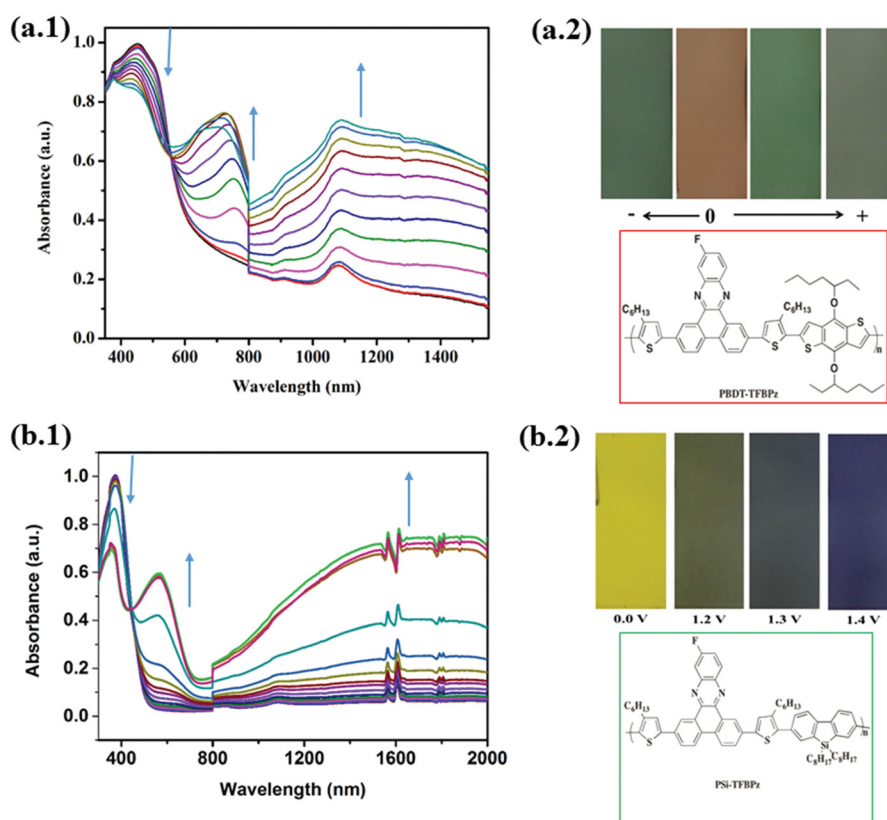 (a.1)
1.0
0.8
0.6
0.4
0.2
0.0
Absorbance (a.u.)
400 600 800 1000 1200 1400
Wavelength (nm)
(a.2)
- 0 +
F
N N
C6H13 C6H13
O
S S S
S
n
O
PBDT-TFBPz
(b.1)
1.0
0.8
0.6
0.4
0.2
0.0
Absorbance (a.u.)
400 800 1200 1600 2000
Wavelength (nm)
(b.2)
0.0 V 1.2 V 1.3 V 1.4 V
F
N N
C6H13 C6H13
S S
Si
n
C8H17 C8H17
PSi-TFBPz